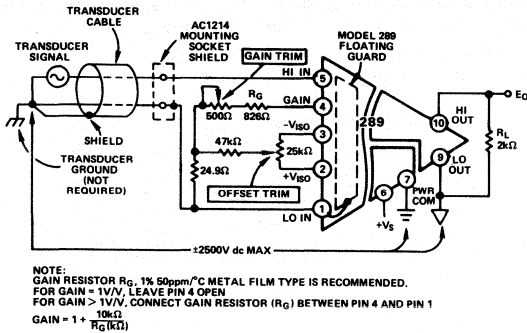 TRANSDUCER
CABLE
TRANSDUCER
SIGNAL
AC1214
MOUNTING
SOCKET
SHIELD
MODEL 289
FLOATING
GUARD
GAIN TRIM
HI IN
5
GAIN
4
RG
500Ω
826Ω
−VISO
3
289
47kΩ
25kΩ
+VISO
2
24.9Ω
OFFSET TRIM
LO IN
1
SHIELD
TRANSDUCER
GROUND
(NOT
REQUIRED)
EO
10
HI
OUT
RL
2kΩ
9
LO
OUT
7
PWR
COM
6
+VS
±2500V dc MAX
NOTE:
GAIN RESISTOR RG, 1% 50ppm/°C METAL FILM TYPE IS RECOMMENDED.
FOR GAIN = 1V/V, LEAVE PIN 4 OPEN
FOR GAIN > 1V/V, CONNECT GAIN RESISTOR (RG) BETWEEN PIN 4 AND PIN 1
GAIN = 1 + 10kΩ
RG(kΩ)